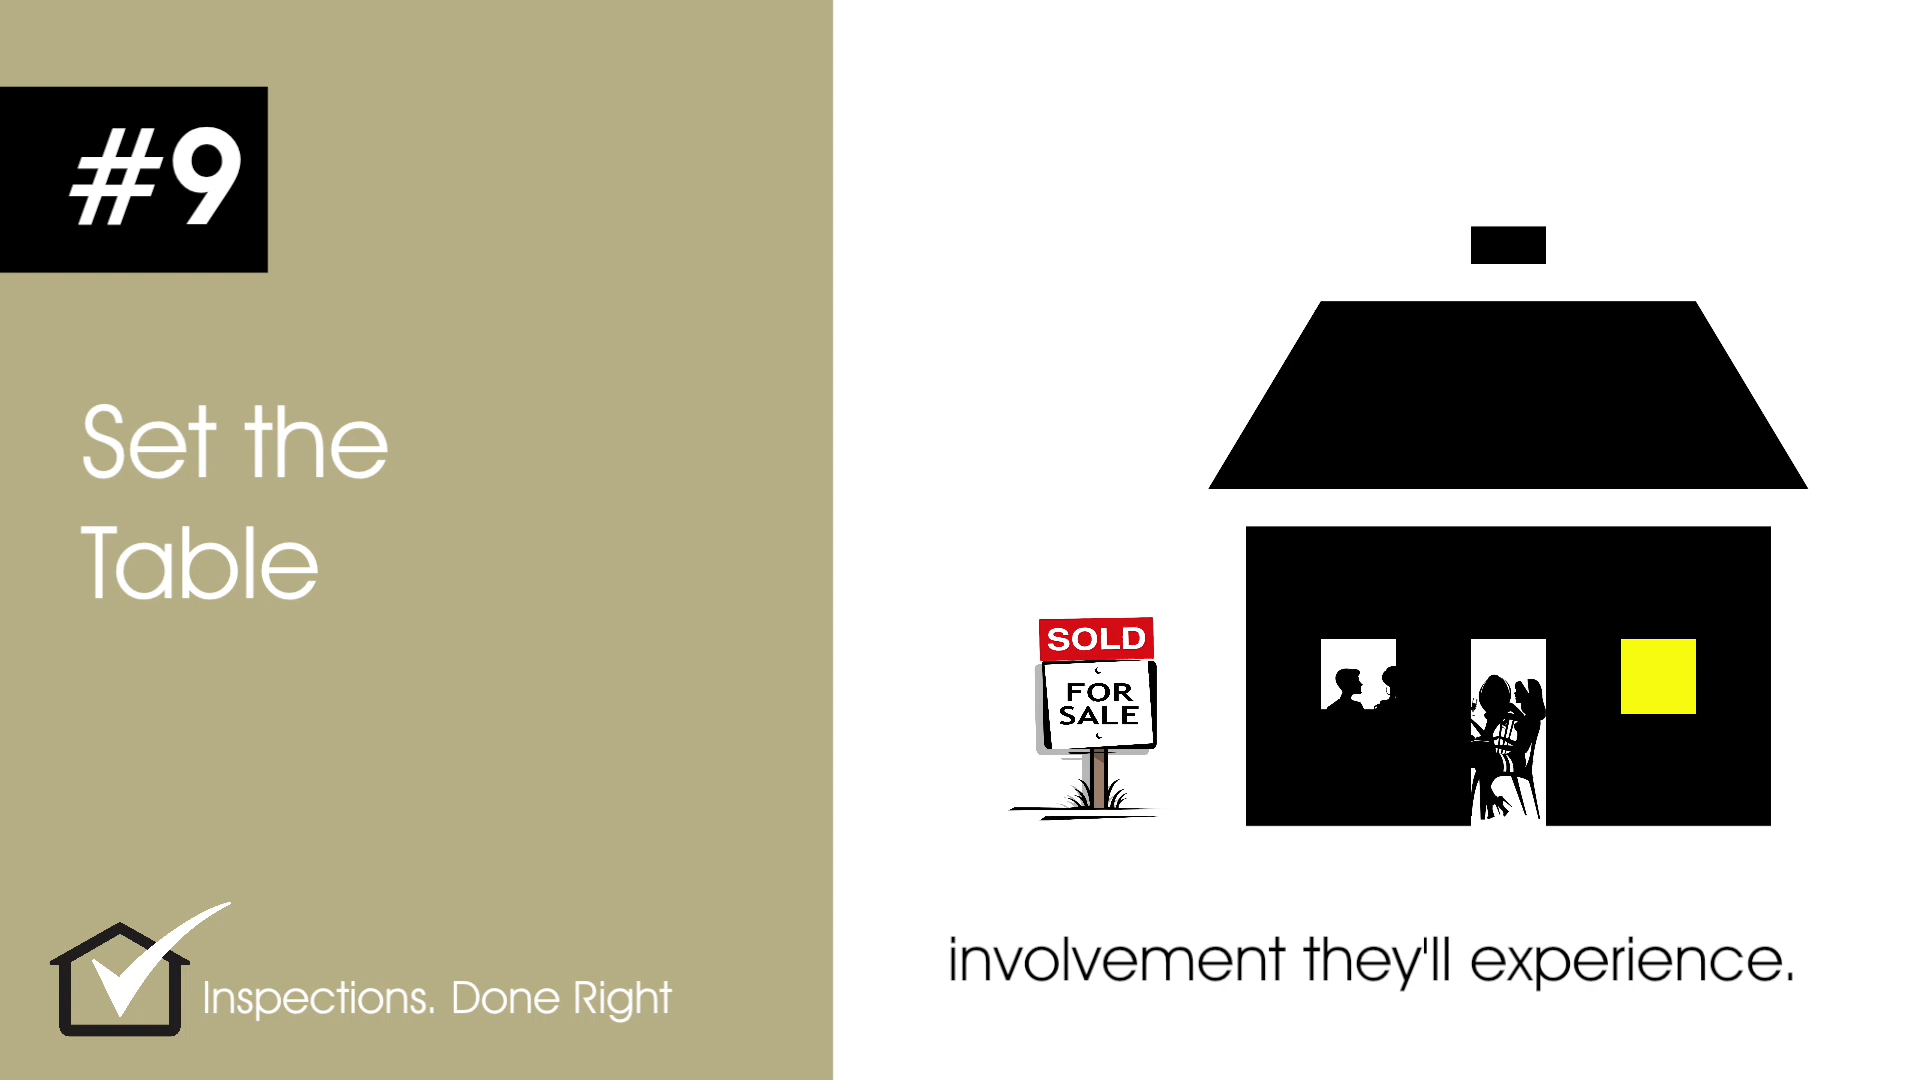 #9
Set the
Table
Inspections. Done Right
SOLD
FOR
SALE
involvement they'll experience.